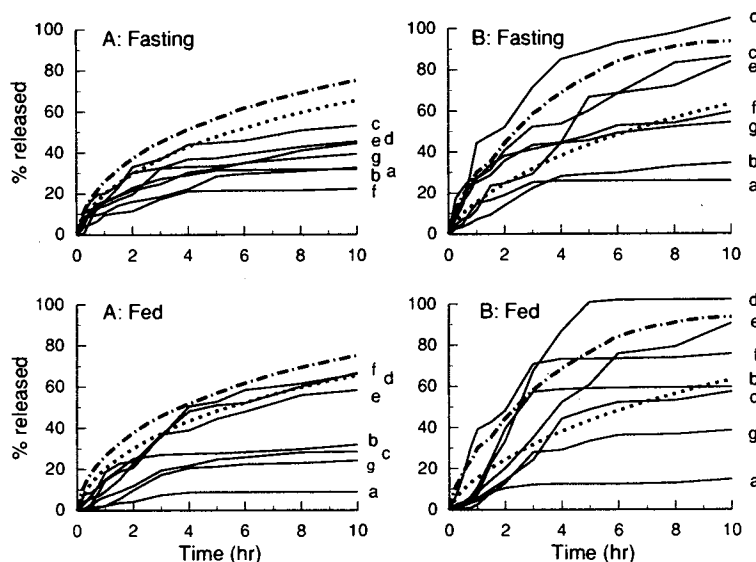 A: Fasting
% released
100
80
60
40
20
0
c
e d
g
b a
f
0 2 4 6 8 10
B: Fasting
100
80
60
40
20
0
c
e
f
g
b
a
0 2 4 6 8 10
A: Fed
% released
100
80
60
40
20
0
f d
e
b
c
g
a
0 2 4 6 8 10
Time (hr)
B: Fed
100
80
60
40
20
0
d
e
f
b
g
a
0 2 4 6 8 10
Time (hr)